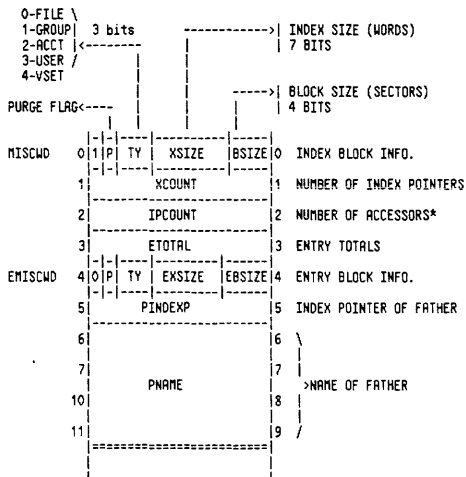 0-FILE \
1-GROUP| 3 bits ------------->| INDEX SIZE (WORDS)
2-ACCT |<------ | 7 BITS
3-USER /
4-VSET
----->| BLOCK SIZE (SECTORS)
PURGE FLAG<---- | 4 BITS
MISCWD 0|1|P| TY | XSIZE |BSIZE|0 INDEX BLOCK INFO.
1| XCOUNT |1 NUMBER OF INDEX POINTERS
2| IPCOUNT |2 NUMBER OF ACCESSORS*
3| ETOTAL |3 ENTRY TOTALS
EMISCWD 4|0|P| TY | EXSIZE |EBSIZE|4 ENTRY BLOCK INFO.
5| PINDEXP |5 INDEX POINTER OF FATHER
6| |6 \
7| |7 |
PNAME >NAME OF FATHER
10| |8 |
11| |9 /